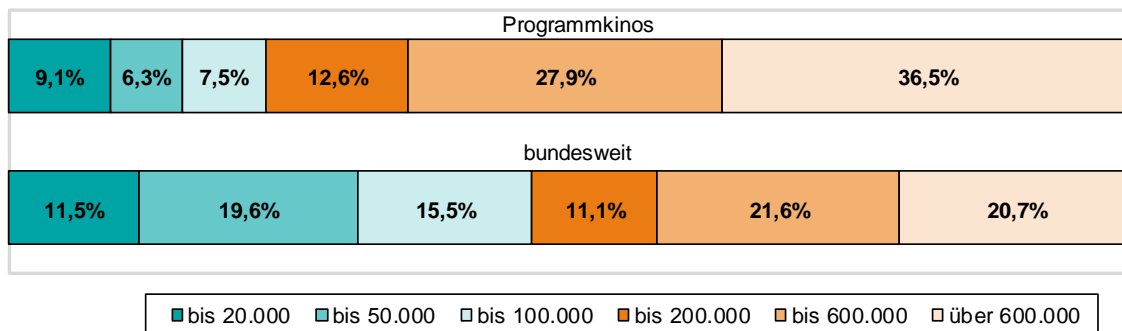 Programmkinos
9,1% 6,3% 7,5% 12,6% 27,9% 36,5%
bundesweit
11,5% 19,6% 15,5% 11,1% 21,6% 20,7%
bis 20.000 bis 50.000 bis 100.000 bis 200.000 bis 600.000 über 600.000